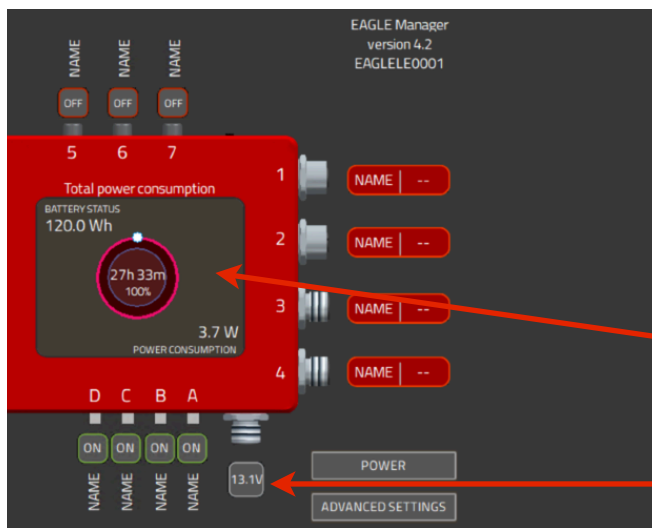 EAGLE Manager
version 4.2
EAGLELE0001
NAME NAME NAME
OFF OFF OFF
5 6 7
Total power consumption
BATTERY STATUS
120.0 Wh
27h 33m
100%
3.7 W
POWER CONSUMPTION
1 NAME --
2 NAME --
3 NAME --
4 NAME --
D C B A
ON ON ON ON
NAME NAME NAME NAME
13.1V
POWER
ADVANCED SETTINGS